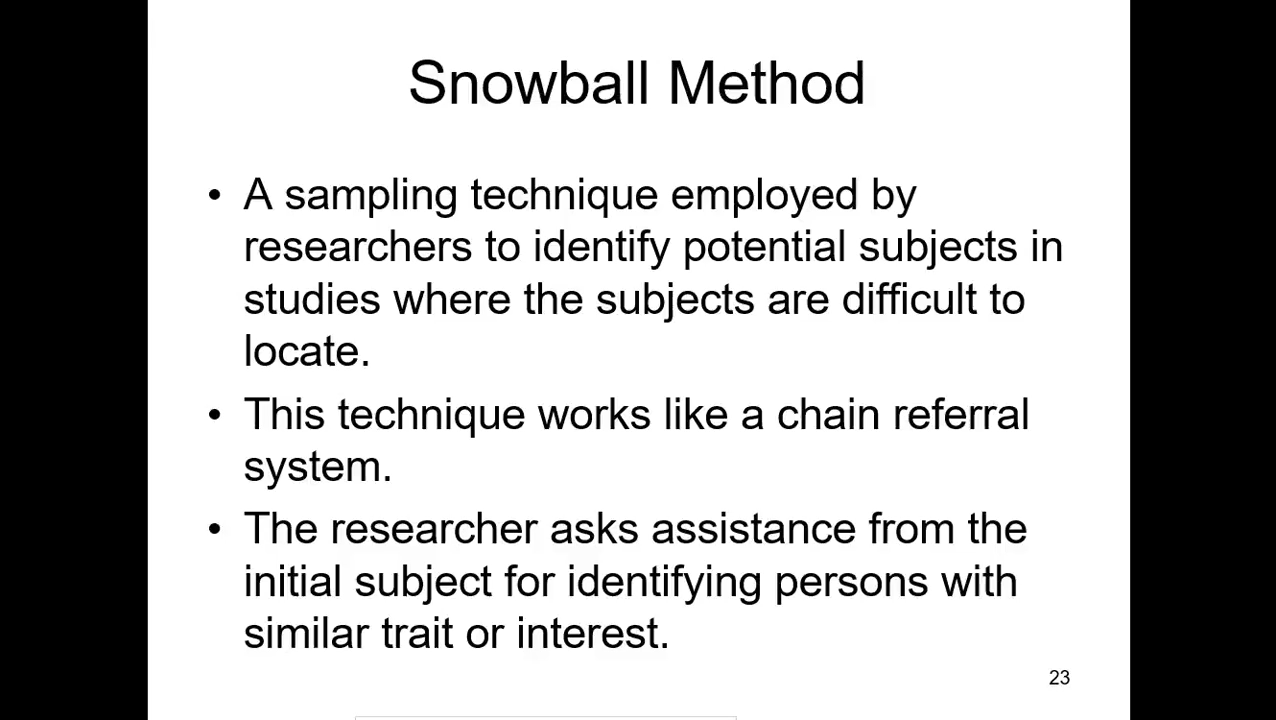 Snowball Method
• A sampling technique employed by
researchers to identify potential subjects in
studies where the subjects are difficult to
locate.
• This technique works like a chain referral
system.
• The researcher asks assistance from the
initial subject for identifying persons with
similar trait or interest.
23